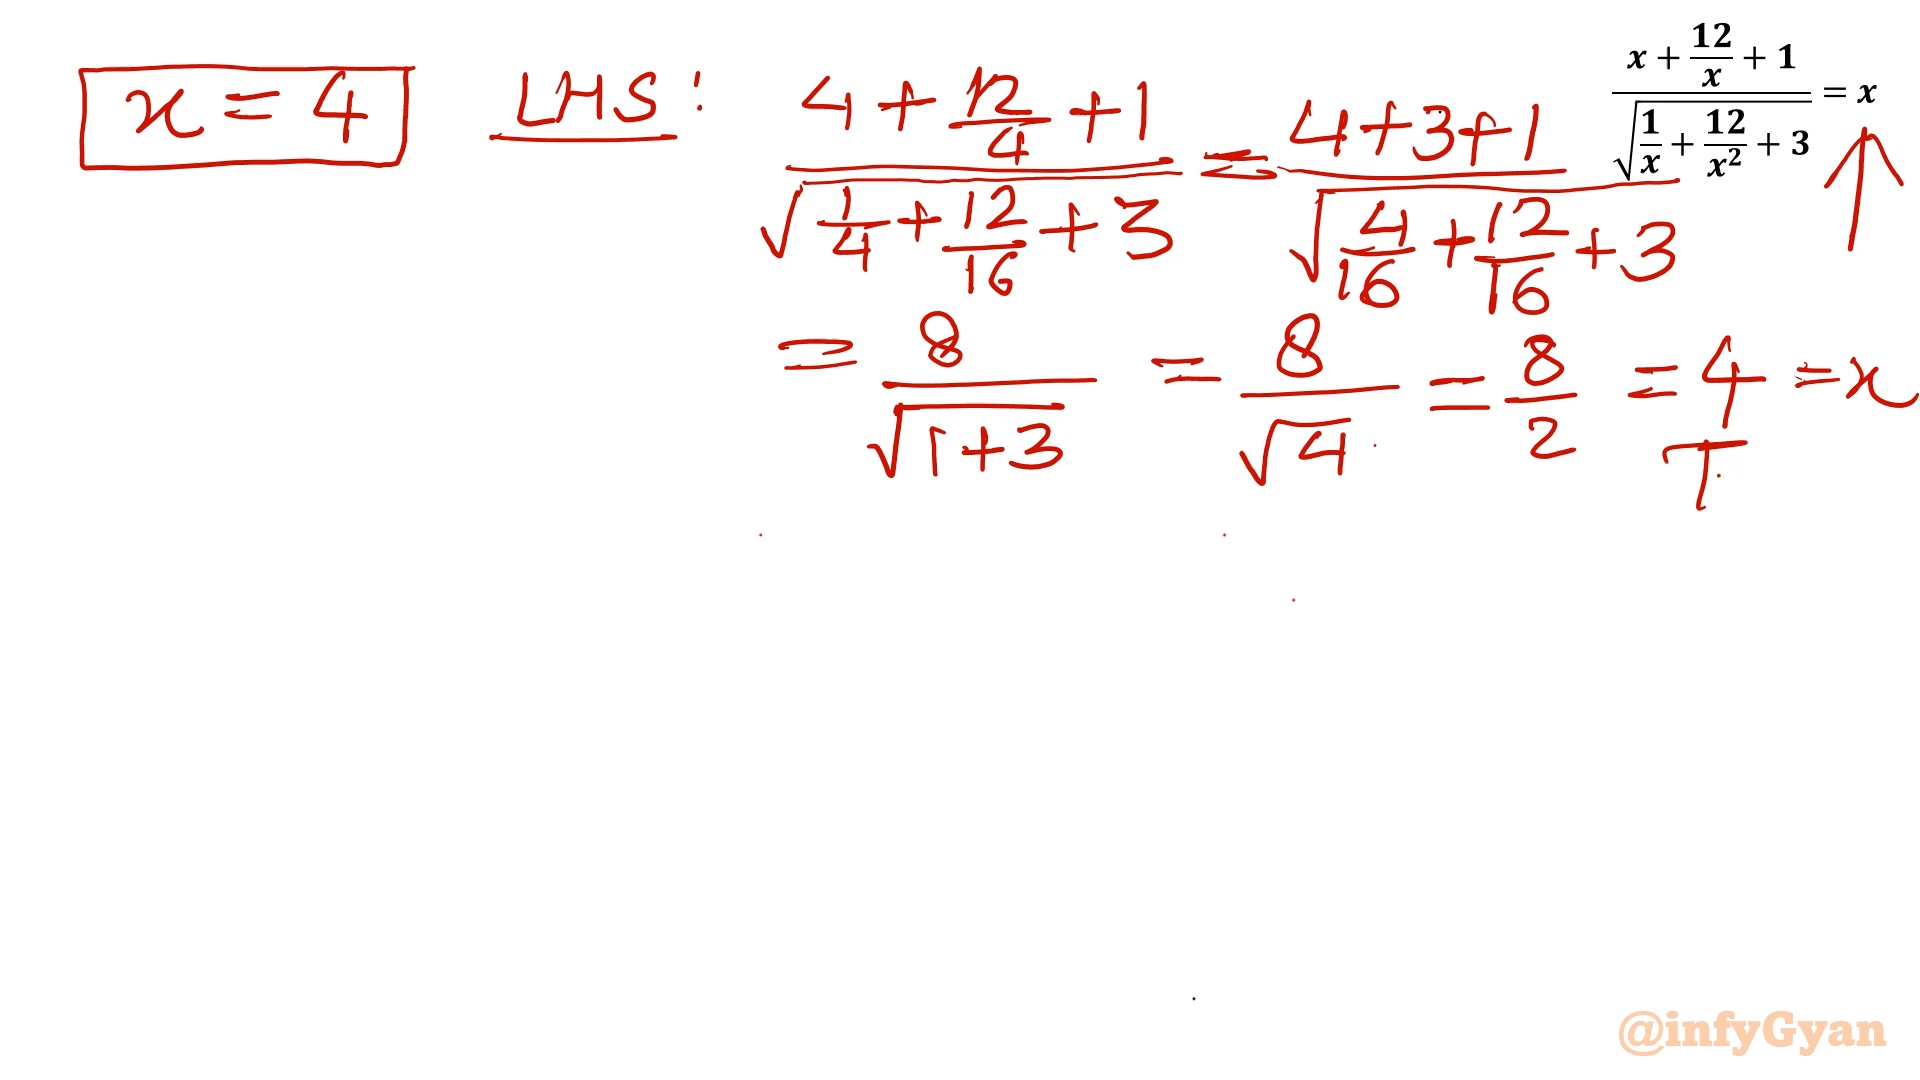 x = 4
LHS : (4 + 12/4 + 1)/√(1/4 + 12/16 + 3) = (4 + 3 + 1)/√(4/16 + 12/16 + 3)
= 8/√(1+3) = 8/√4 = 8/2 = 4 = x
T
(x + 12/x + 1)/√(1/x + 12/x² + 3) = x
@infyGyan